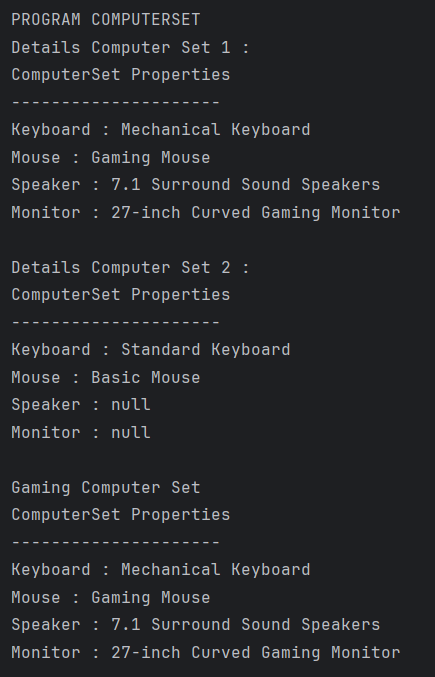 PROGRAM COMPUTERSET
Details Computer Set 1 :
ComputerSet Properties
---------------------
Keyboard : Mechanical Keyboard
Mouse : Gaming Mouse
Speaker : 7.1 Surround Sound Speakers
Monitor : 27-inch Curved Gaming Monitor

Details Computer Set 2 :
ComputerSet Properties
---------------------
Keyboard : Standard Keyboard
Mouse : Basic Mouse
Speaker : null
Monitor : null

Gaming Computer Set
ComputerSet Properties
---------------------
Keyboard : Mechanical Keyboard
Mouse : Gaming Mouse
Speaker : 7.1 Surround Sound Speakers
Monitor : 27-inch Curved Gaming Monitor